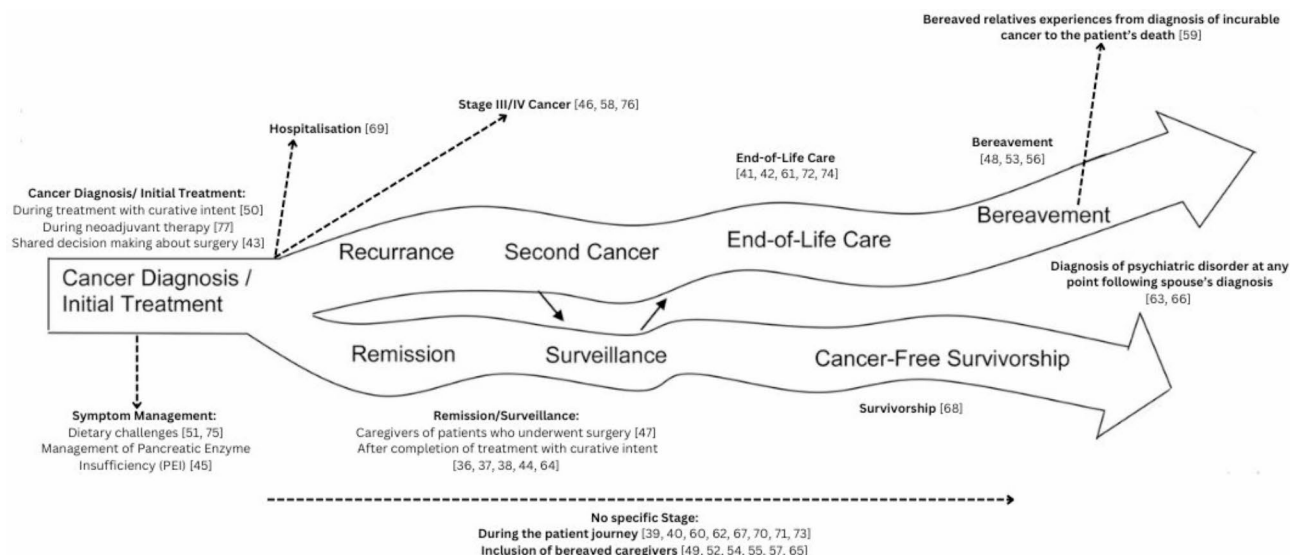 Bereaved relatives experiences from diagnosis of incurable
cancer to the patient's death [59]
Stage III/IV Cancer [46, 58, 76]
Hospitalisation [69]
Bereavement
[48, 53, 56]
End-of-Life Care
[41, 42, 61, 72, 74]
Cancer Diagnosis/ Initial Treatment:
During treatment with curative intent [50]
During neoadjuvant therapy [77]
Shared decision making about surgery [43]
Bereavement
Recurrance
Second Cancer
End-of-Life Care
Cancer Diagnosis /
Initial Treatment
Diagnosis of psychiatric disorder at any
point following spouse's diagnosis
[63, 66]
Remission
Surveillance
Cancer-Free Survivorship
Symptom Management:
Dietary challenges [51, 75]
Management of Pancreatic Enzyme
Insufficiency (PEI) [45]
Remission/Surveillance:
Caregivers of patients who underwent surgery [47]
After completion of treatment with curative intent
[36, 37, 38, 44, 64]
Survivorship [68]
No specific Stage:
During the patient journey [39, 40, 60, 62, 67, 70, 71, 73]
Inclusion of bereaved caregivers [49, 52, 54, 55, 57, 65]